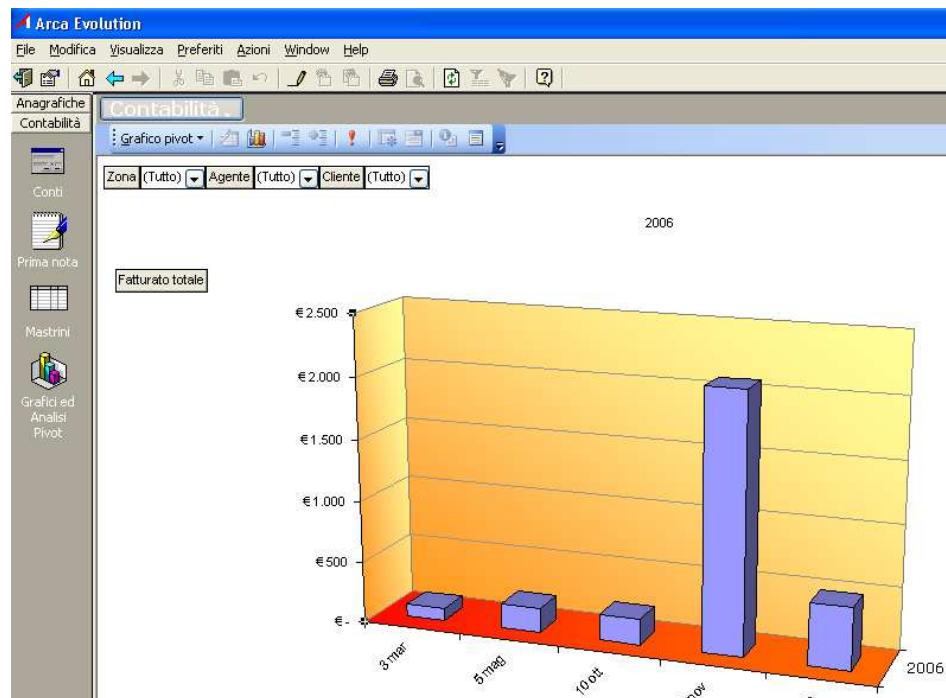 Arca Evolution
File Modifica Visualizza Preferiti Azioni Window Help
Anagrafiche
Contabilità
Contabilità .
Grafico pivot
Zona (Tutto) Agente (Tutto) Cliente (Tutto)
Conti
Prima nota
Mastrini
Grafici ed
Analisi
Pivot
2006
Fatturato totale
€ 2.500
€ 2.000
€ 1.500
€ 1.000
€ 500
€ -
3 mar
5 mag
10 ott
nov
2006